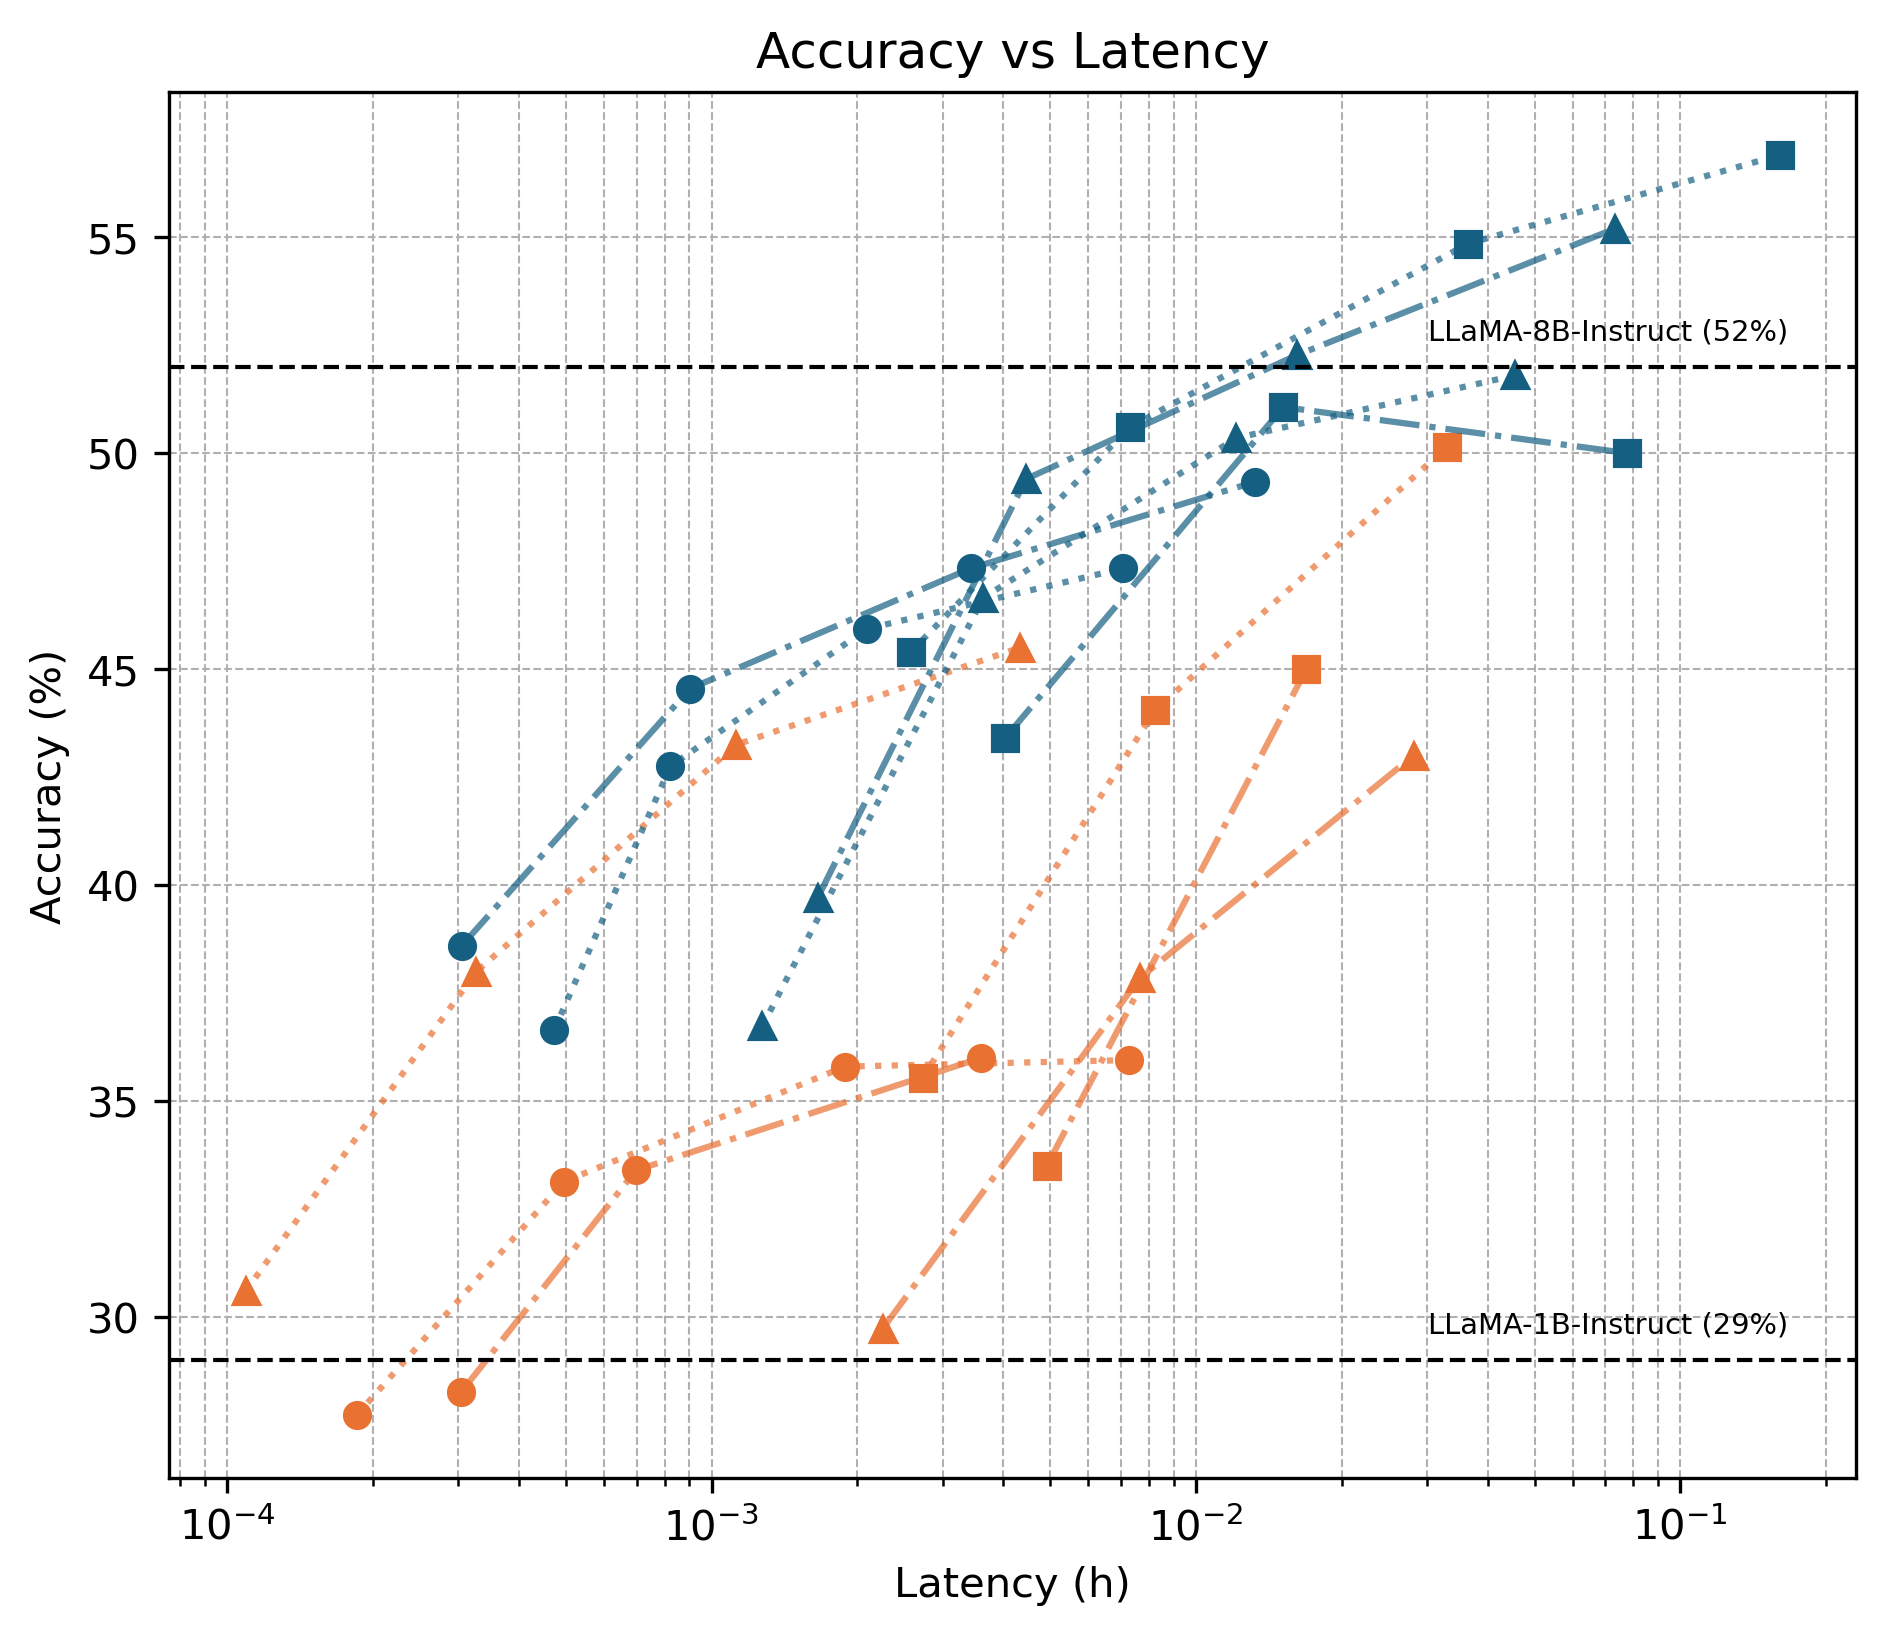 Accuracy vs Latency
Accuracy (%)
55
50
45
40
35
30
LLaMA-8B-Instruct (52%)
LLaMA-1B-Instruct (29%)
10⁻⁴
10⁻³
10⁻²
10⁻¹
Latency (h)